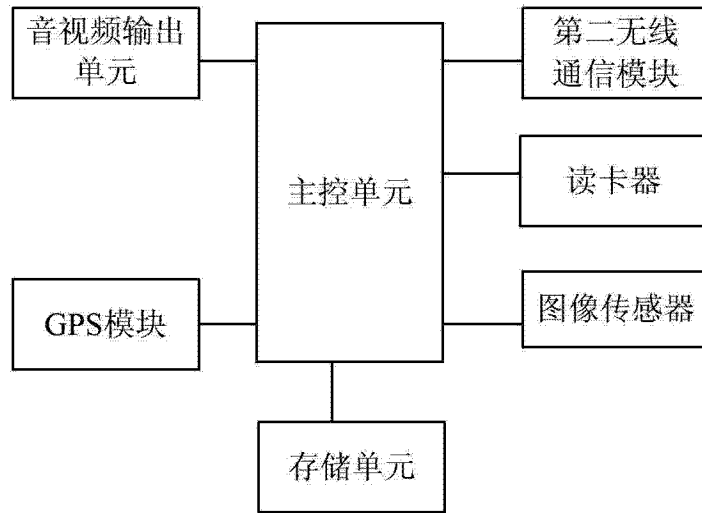 音视频输出
单元
第二无线
通信模块
主控单元
读卡器
GPS模块
图像传感器
存储单元